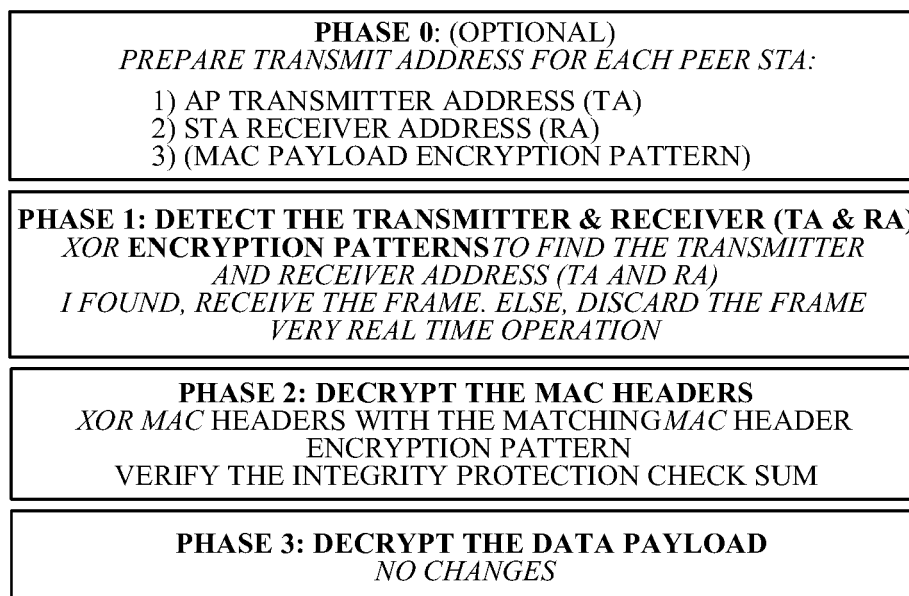 PHASE 0: (OPTIONAL)
PREPARE TRANSMIT ADDRESS FOR EACH PEER STA:
1) AP TRANSMITTER ADDRESS (TA)
2) STA RECEIVER ADDRESS (RA)
3) (MAC PAYLOAD ENCRYPTION PATTERN)
PHASE 1: DETECT THE TRANSMITTER & RECEIVER (TA & RA)
XOR ENCRYPTION PATTERNS TO FIND THE TRANSMITTER
AND RECEIVER ADDRESS (TA AND RA)
I FOUND, RECEIVE THE FRAME. ELSE, DISCARD THE FRAME
VERY REAL TIME OPERATION
PHASE 2: DECRYPT THE MAC HEADERS
XOR MAC HEADERS WITH THE MATCHING MAC HEADER
ENCRYPTION PATTERN
VERIFY THE INTEGRITY PROTECTION CHECK SUM
PHASE 3: DECRYPT THE DATA PAYLOAD
NO CHANGES